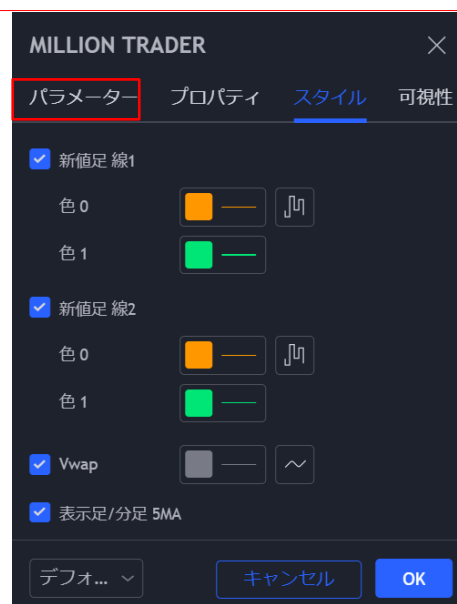 MILLION TRADER
パラメーター プロパティ スタイル 可視性
新値足 線1
色 0
色 1
新値足 線2
色 0
色 1
Vwap
表示足/分足 5MA
デフォ...
キャンセル
OK